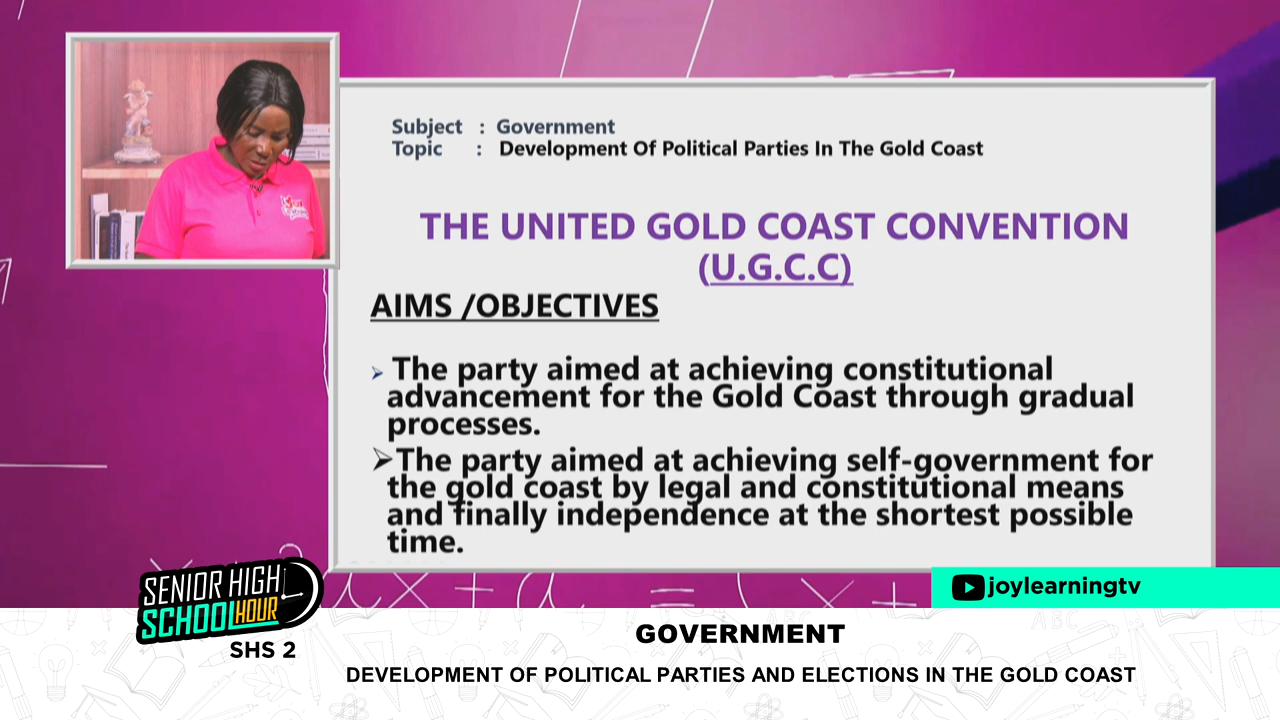 Subject : Government
Topic : Development Of Political Parties In The Gold Coast
THE UNITED GOLD COAST CONVENTION
(U.G.C.C)
AIMS /OBJECTIVES
➢ The party aimed at achieving constitutional
advancement for the Gold Coast through gradual
processes.
➢The party aimed at achieving self-government for
the gold coast by legal and constitutional means
and finally independence at the shortest possible
time.
joylearningtv
SENIOR HIGH
SCHOOL HOUR
SHS 2
GOVERNMENT
DEVELOPMENT OF POLITICAL PARTIES AND ELECTIONS IN THE GOLD COAST